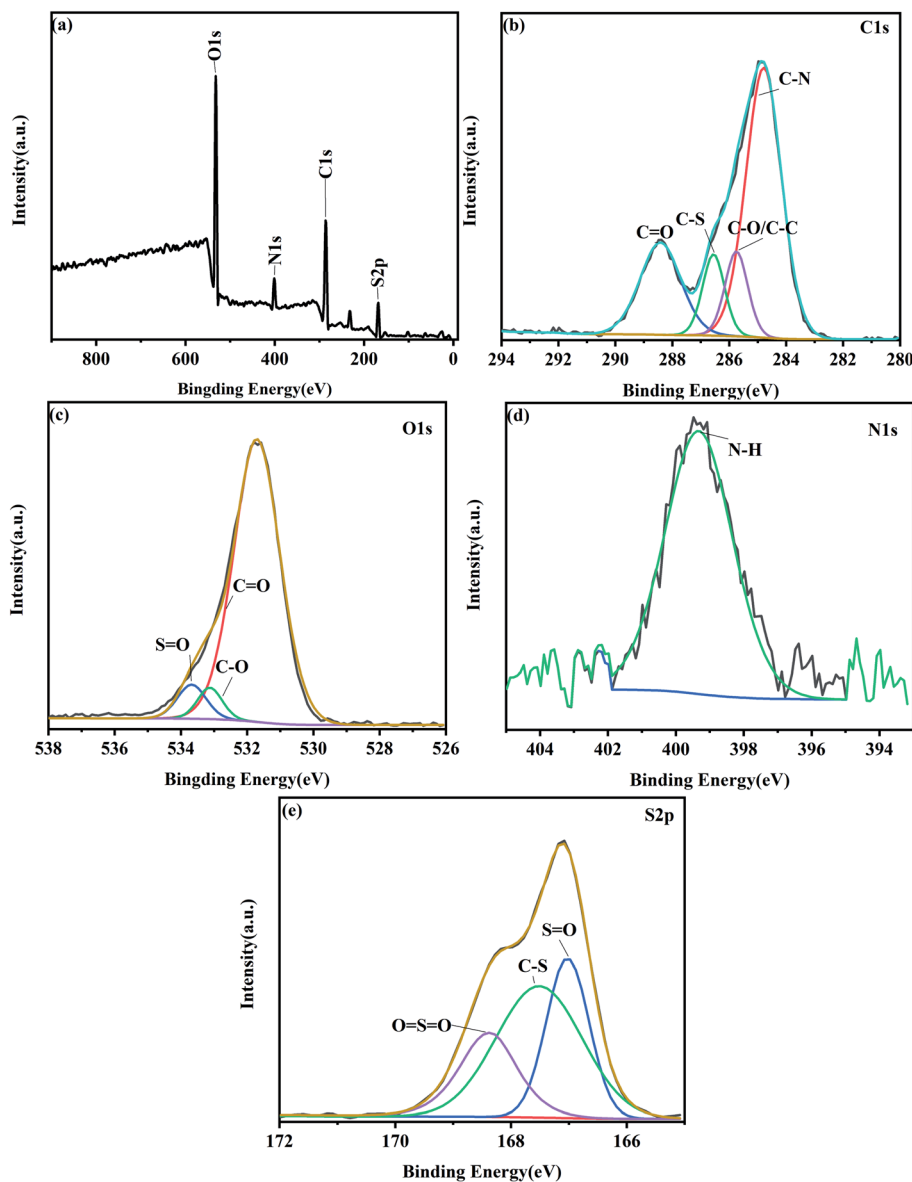 (a)
O1s
N1s
C1s
S2p
Intensity(a.u.)
800 600 400 200 0
Bingding Energy(eV)
(b)
C1s
C-N
C-S
C-O/C-C
C=O
Intensity(a.u.)
294 292 290 288 286 284 282 280
Binding Energy(eV)
(c)
O1s
C=O
S=O
C-O
Intensity(a.u.)
538 536 534 532 530 528 526
Bingding Energy(eV)
(d)
N1s
N-H
Intensity(a.u.)
404 402 400 398 396 394
Binding Energy(eV)
(e)
S2p
S=O
C-S
O=S=O
Intensity(a.u.)
172 170 168 166
Binding Energy(eV)